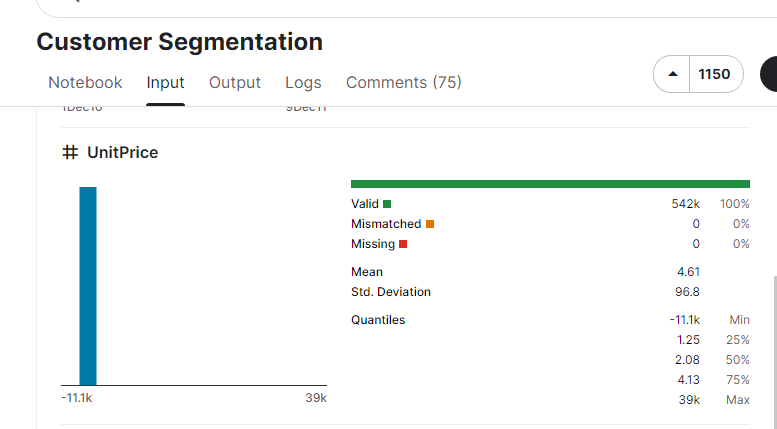 Customer Segmentation
Notebook Input Output Logs Comments (75)
1150
1Dec10 9Dec11
# UnitPrice
Valid 542k 100%
Mismatched 0 0%
Missing 0 0%
Mean 4.61
Std. Deviation 96.8
Quantiles -11.1k Min
1.25 25%
2.08 50%
4.13 75%
39k Max
-11.1k 39k